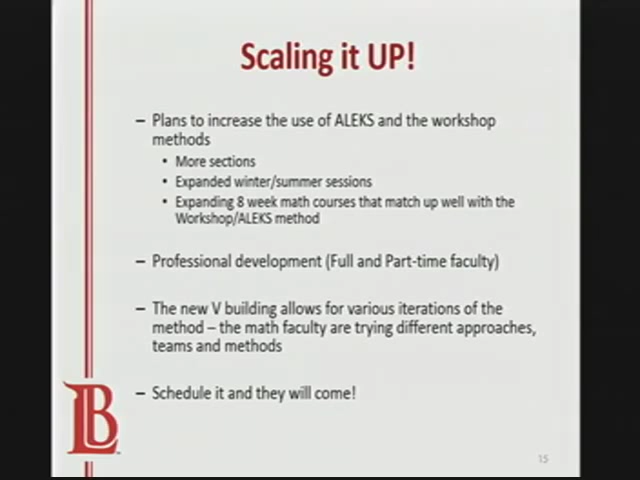 Scaling it UP!
– Plans to increase the use of ALEKS and the workshop
methods
• More sections
• Expanded winter/summer sessions
• Expanding 8 week math courses that match up well with the
Workshop/ALEKS method
– Professional development (Full and Part-time faculty)
– The new V building allows for various iterations of the
method – the math faculty are trying different approaches,
teams and methods
– Schedule it and they will come!
LB
15